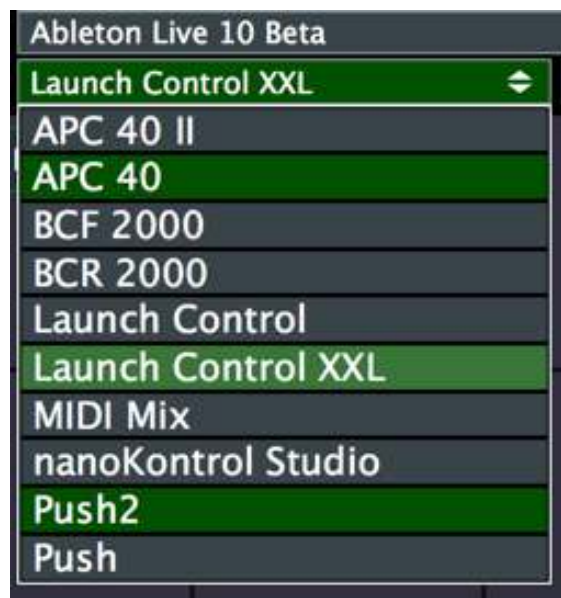 Ableton Live 10 Beta
Launch Control XXL
APC 40 II
APC 40
BCF 2000
BCR 2000
Launch Control
Launch Control XXL
MIDI Mix
nanoKontrol Studio
Push2
Push